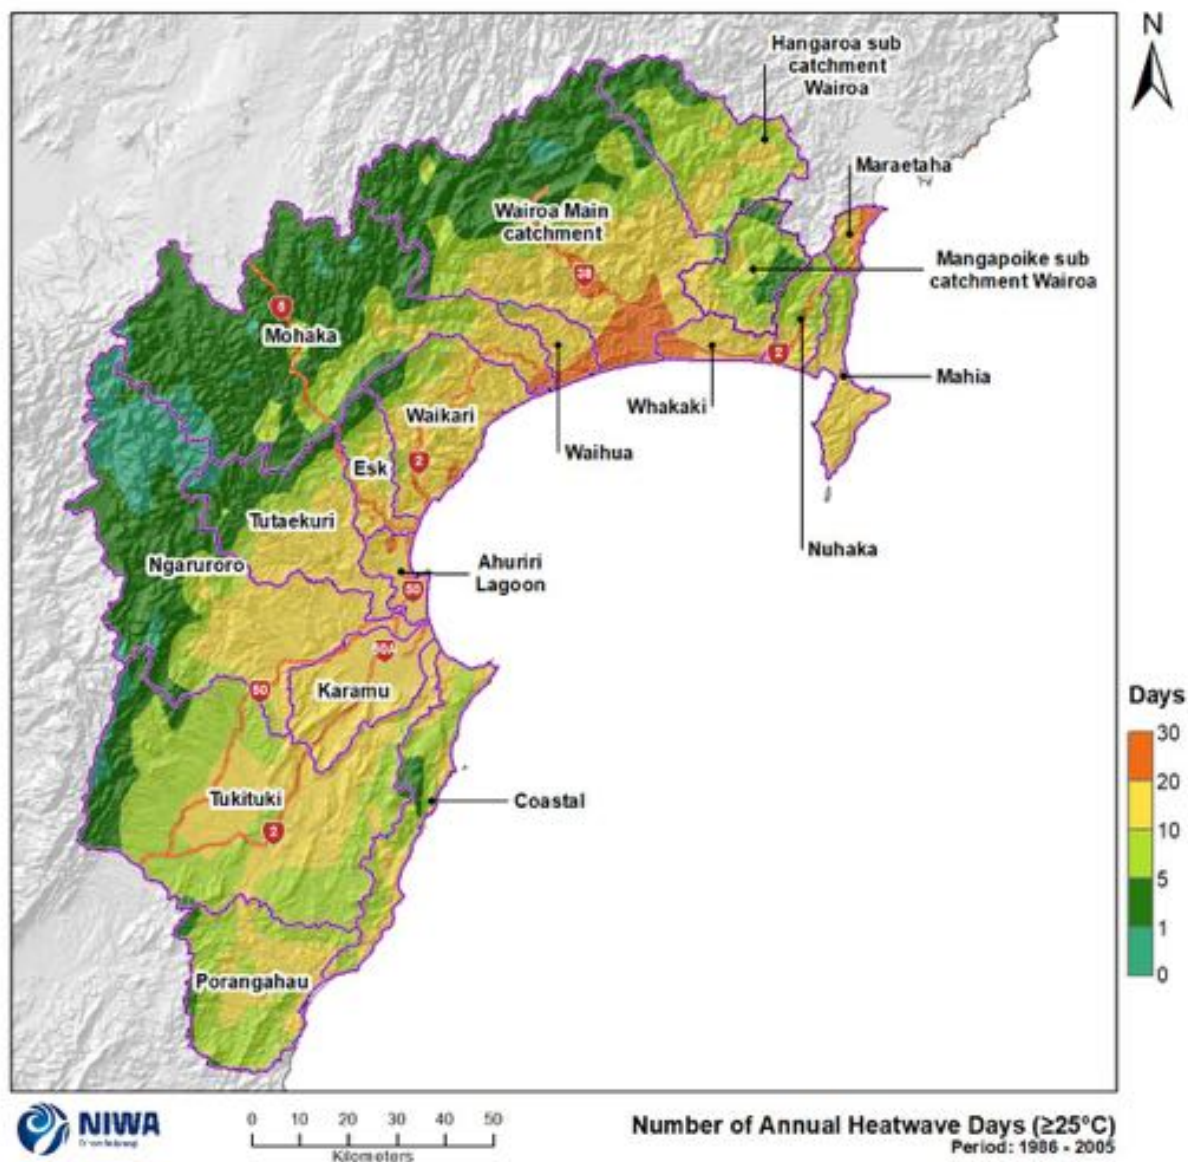 N
Hangaroa sub
catchment
Wairoa
Maraetaha
Wairoa Main
catchment
38
Mangapoike sub
catchment Wairoa
5
Mohaka
2
Mahia
Whakaki
Waikari
Waihua
Esk
2
Tutaekuri
Nuhaka
Ngaruroro
Ahuriri
Lagoon
50
50A
50
Karamu
Days
30
20
10
5
1
0
Tukituki
Coastal
2
Porangahau
NIWA
0 10 20 30 40 50
Kilometers
Number of Annual Heatwave Days (≥25°C)
Period: 1986 - 2005